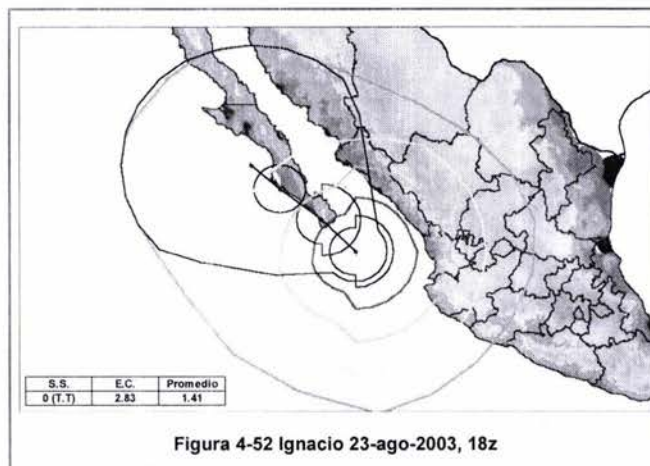 S.S. E.C. Promedio
0 (T.T) 2.83 1.41
Figura 4-52 Ignacio 23-ago-2003, 18z